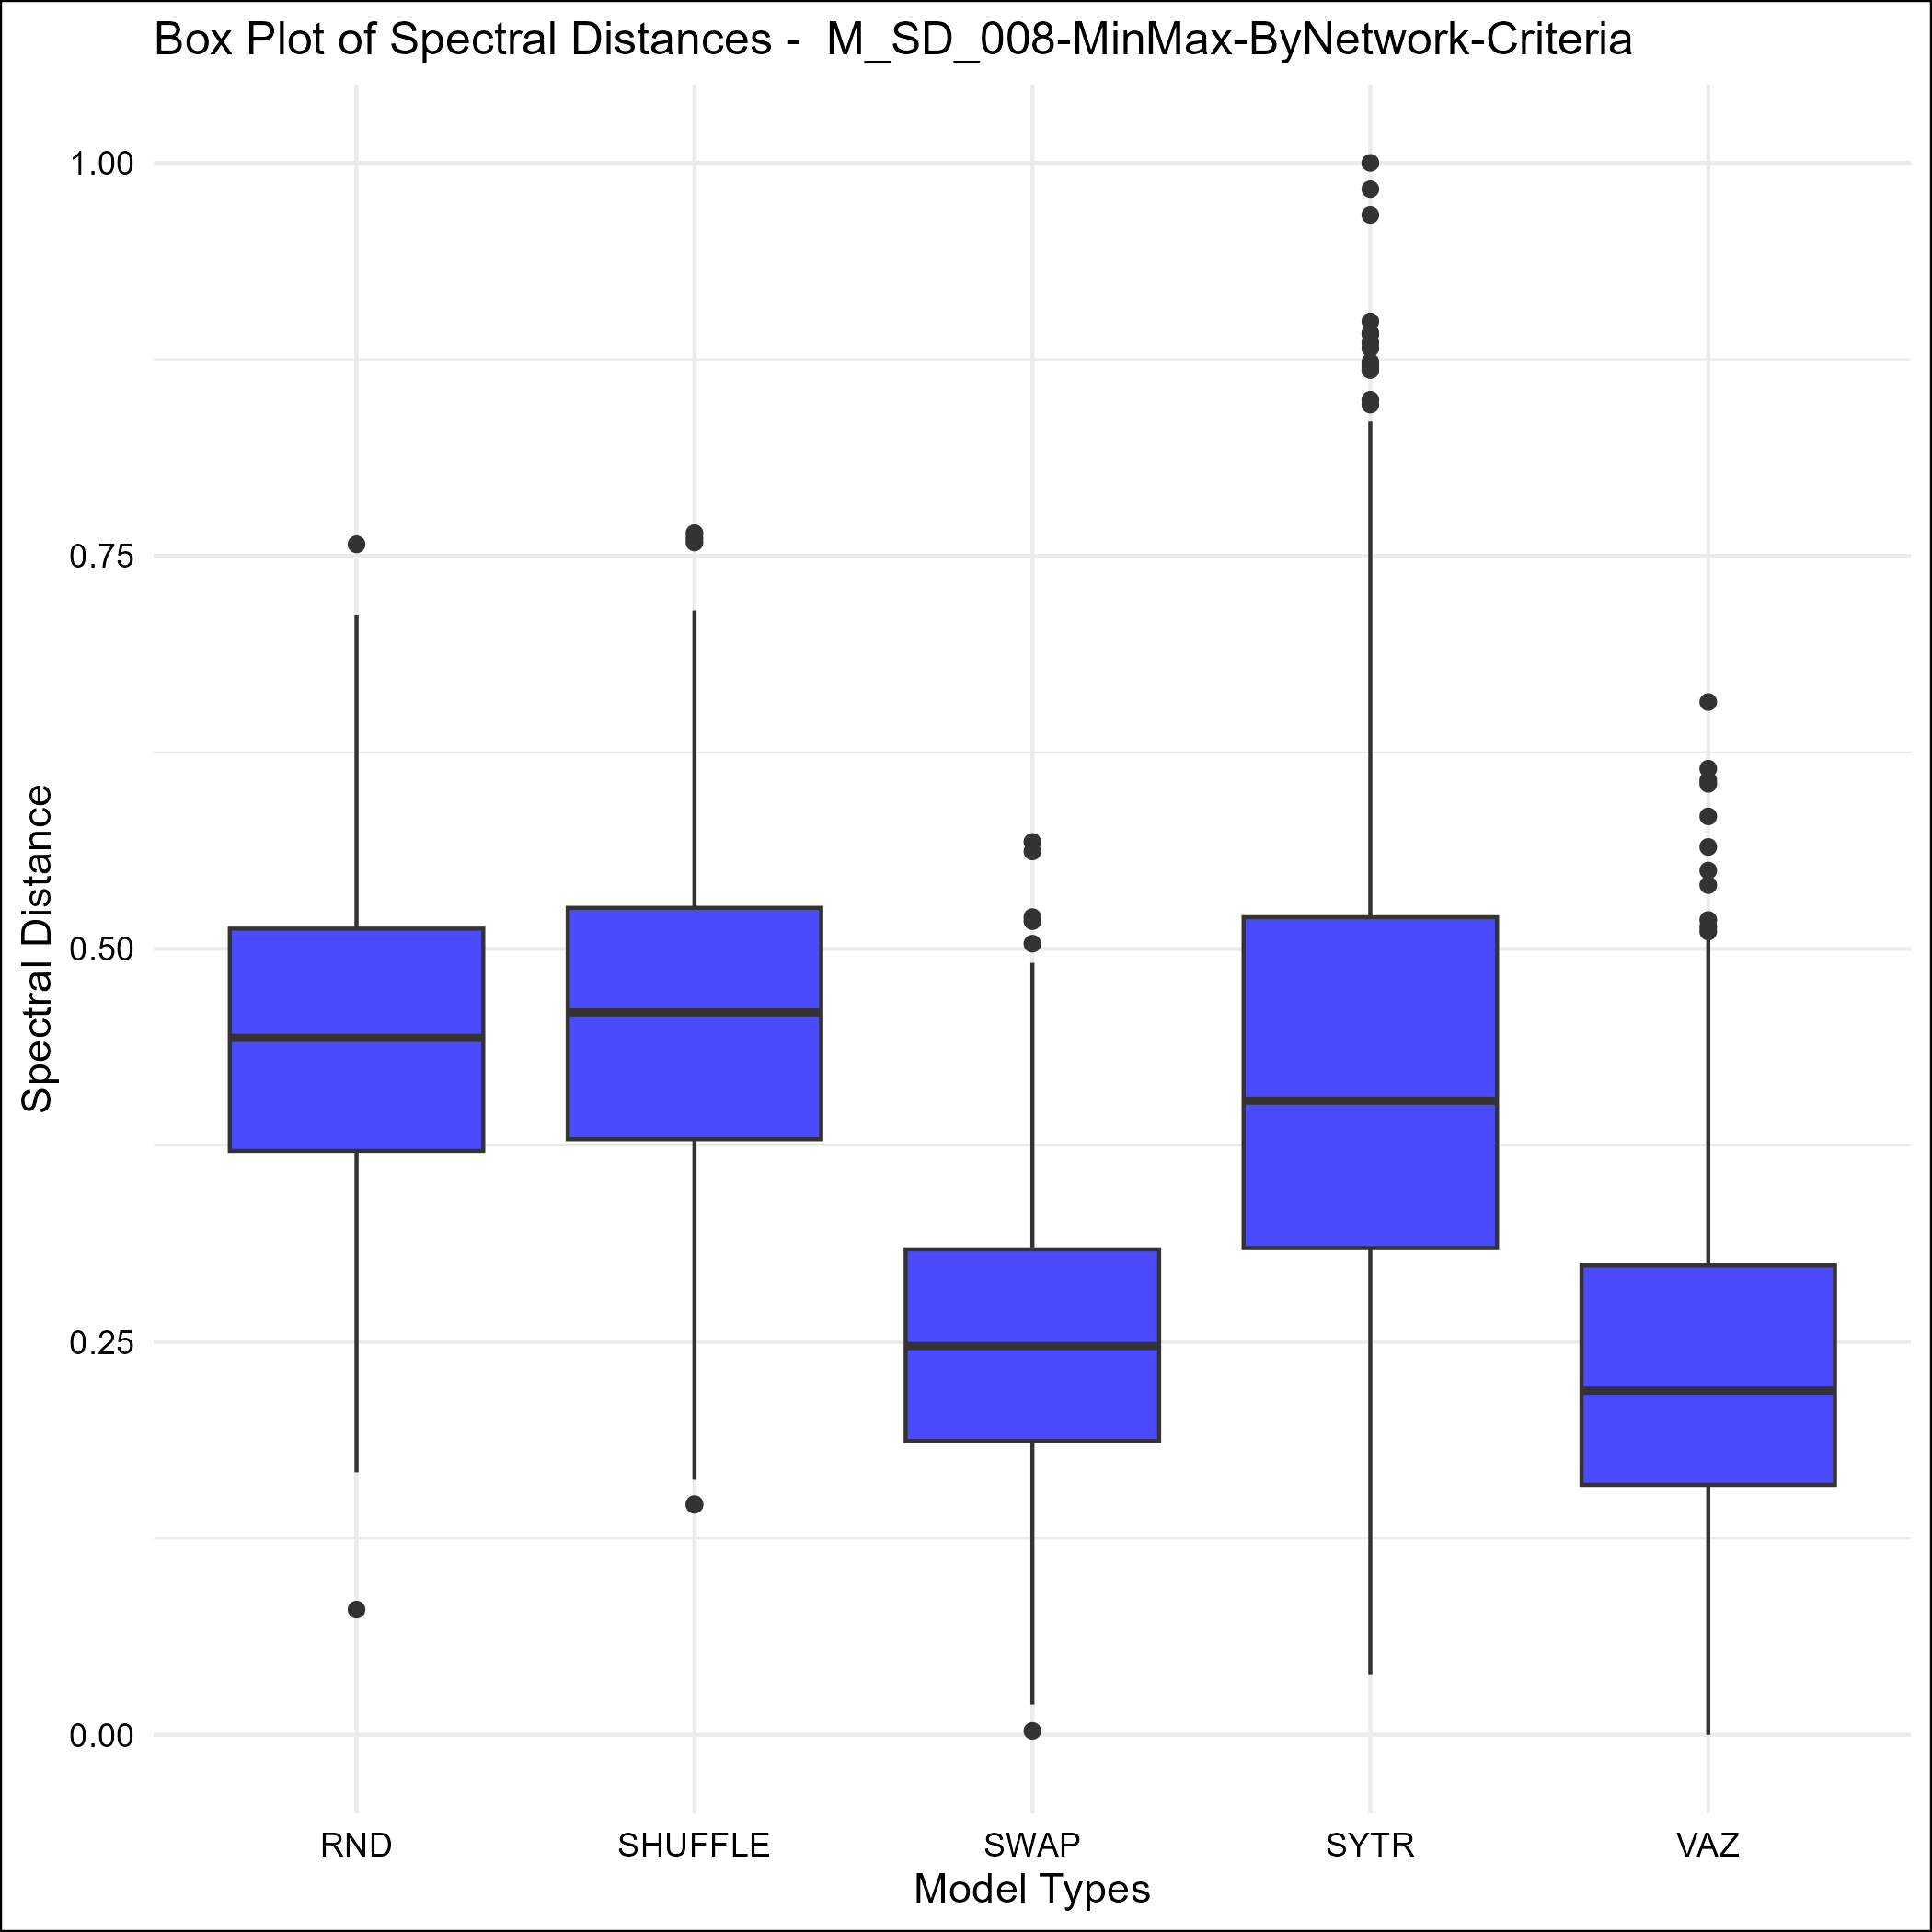 Box Plot of Spectral Distances -  M_SD_008-MinMax-ByNetwork-Criteria
1.00
0.75
0.50
0.25
0.00
Spectral Distance
RND SHUFFLE SWAP SYTR VAZ
Model Types